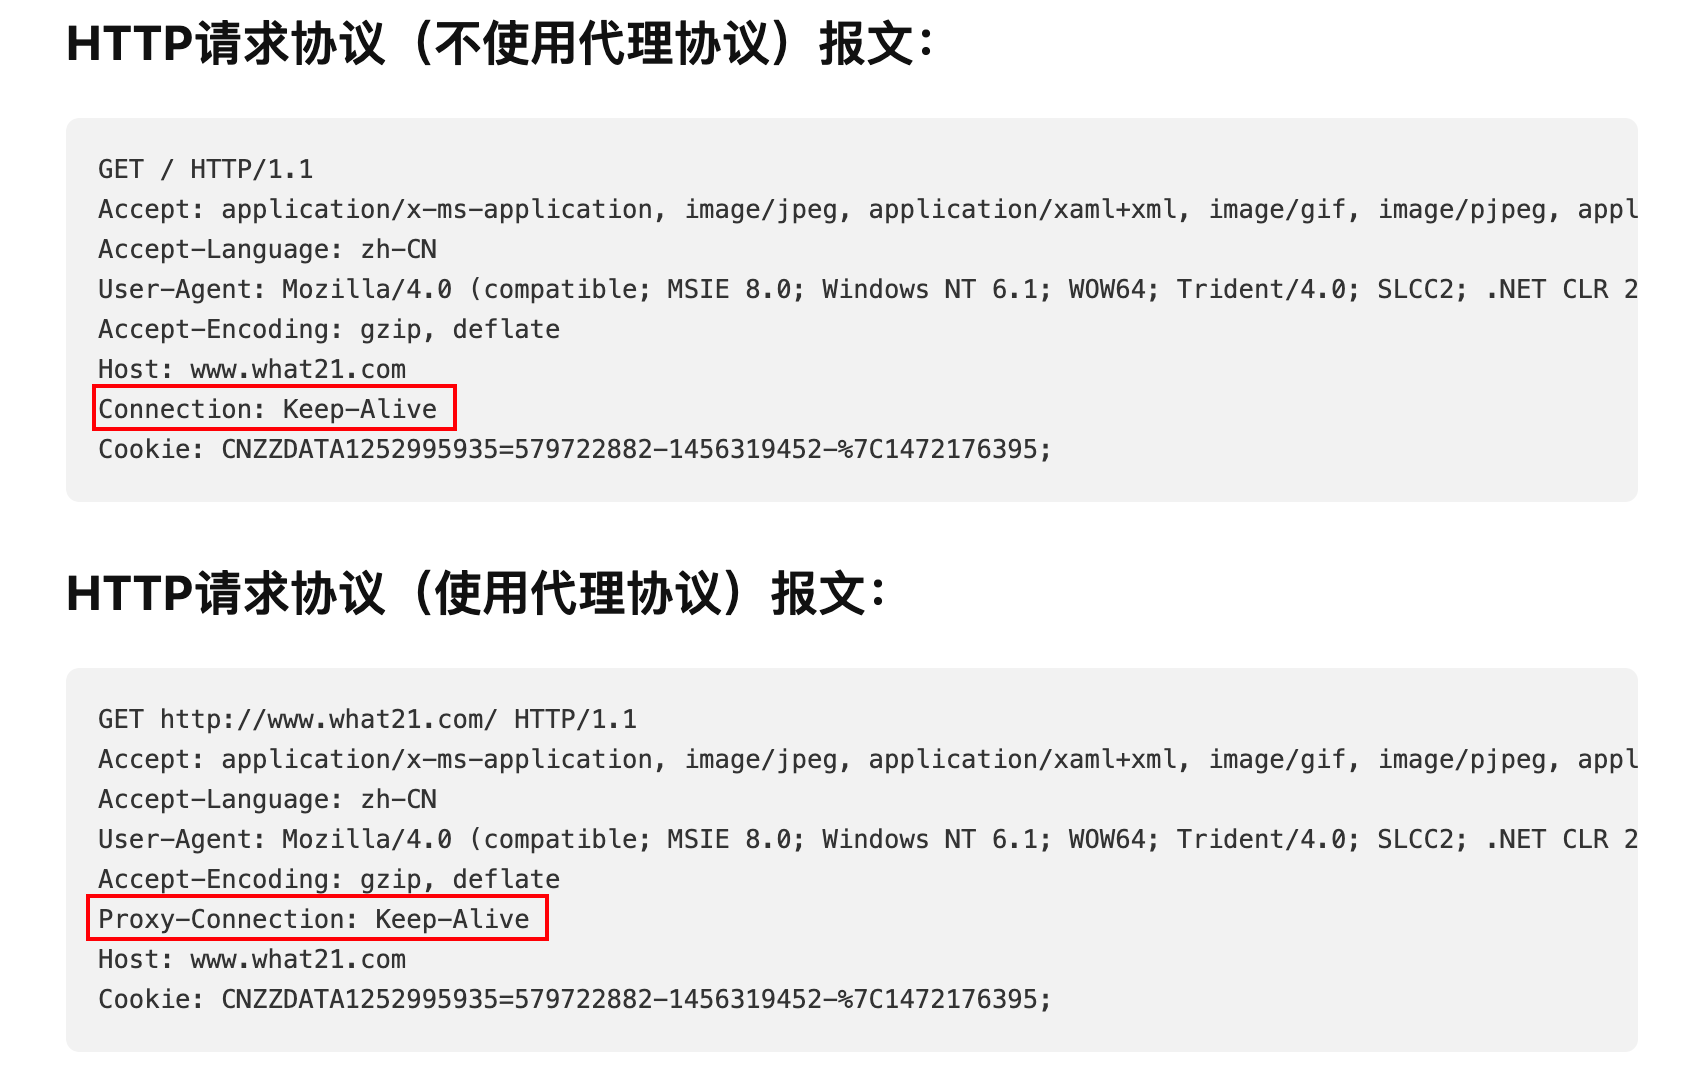 HTTP请求协议（不使用代理协议）报文：
GET / HTTP/1.1
Accept: application/x-ms-application, image/jpeg, application/xaml+xml, image/gif, image/pjpeg, appl
Accept-Language: zh-CN
User-Agent: Mozilla/4.0 (compatible; MSIE 8.0; Windows NT 6.1; WOW64; Trident/4.0; SLCC2; .NET CLR 2
Accept-Encoding: gzip, deflate
Host: www.what21.com
Connection: Keep-Alive
Cookie: CNZZDATA1252995935=579722882-1456319452-%7C1472176395;
HTTP请求协议（使用代理协议）报文：
GET http://www.what21.com/ HTTP/1.1
Accept: application/x-ms-application, image/jpeg, application/xaml+xml, image/gif, image/pjpeg, appl
Accept-Language: zh-CN
User-Agent: Mozilla/4.0 (compatible; MSIE 8.0; Windows NT 6.1; WOW64; Trident/4.0; SLCC2; .NET CLR 2
Accept-Encoding: gzip, deflate
Proxy-Connection: Keep-Alive
Host: www.what21.com
Cookie: CNZZDATA1252995935=579722882-1456319452-%7C1472176395;